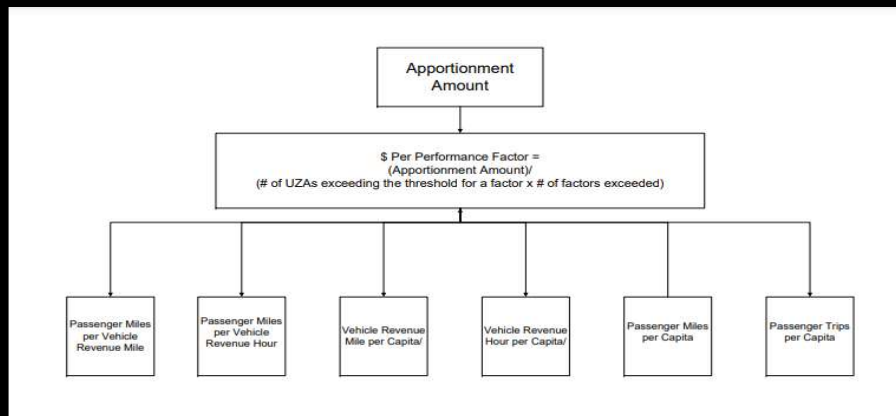 Apportionment
Amount
$ Per Performance Factor =
(Apportionment Amount)/
(# of UZAs exceeding the threshold for a factor x # of factors exceeded)
Passenger Miles
per Vehicle
Revenue Mile
Passenger Miles
per Vehicle
Revenue Hour
Vehicle Revenue
Mile per Capita/
Vehicle Revenue
Hour per Capita/
Passenger Miles
per Capita
Passenger Trips
per Capita